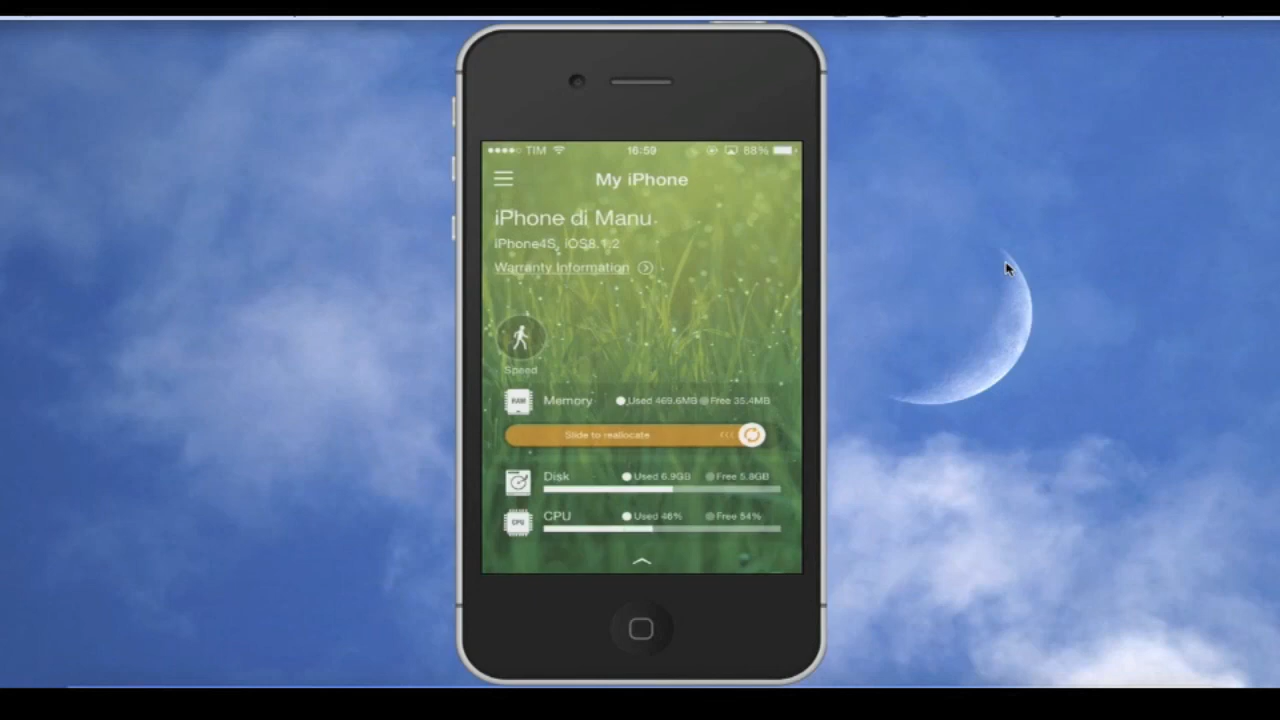 TIM 16:59 88%
My iPhone
iPhone di Manu
iPhone4S, iOS8.1.2
Warranty Information
Speed
RAM Memory Used 469.6MB Free 35.4MB
Slide to reallocate
Disk Used 6.9GB Free 5.8GB
CPU CPU Used 46% Free 54%